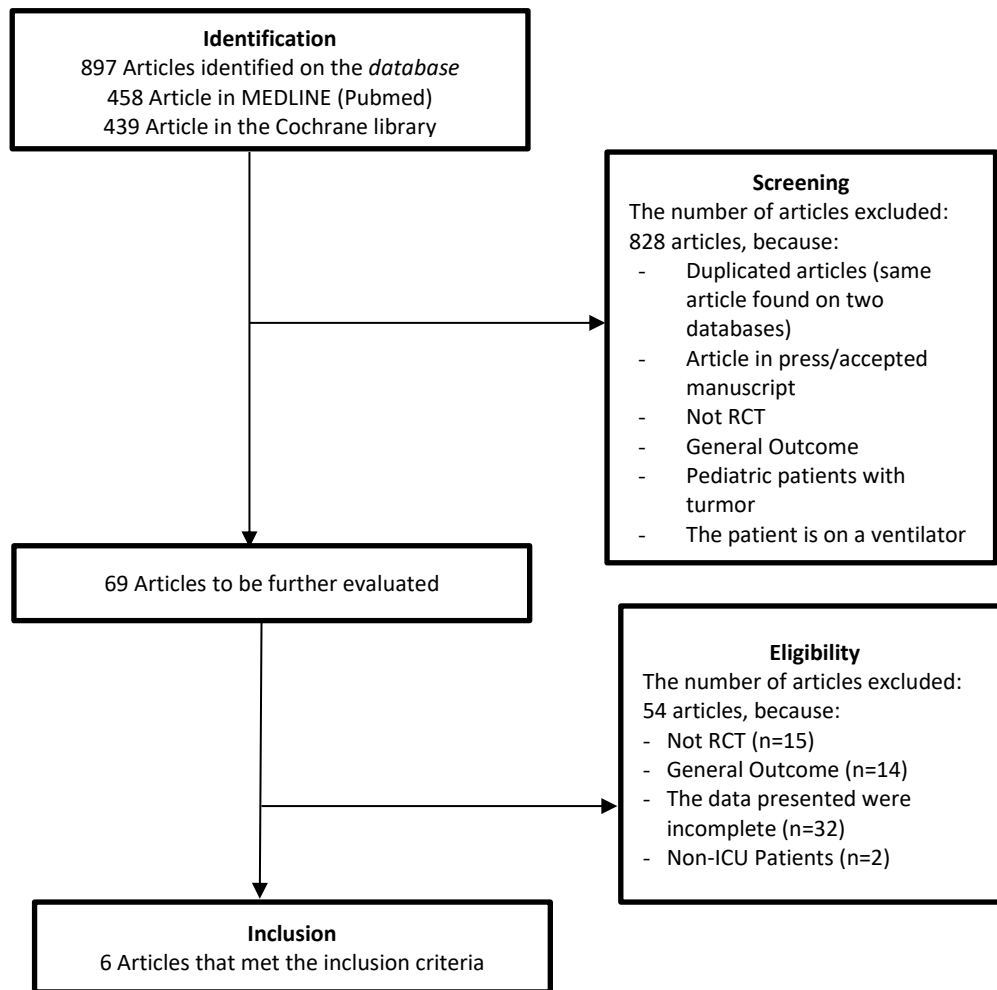 Identification
897 Articles identified on the database
458 Article in MEDLINE (Pubmed)
439 Article in the Cochrane library
Screening
The number of articles excluded:
828 articles, because:
- Duplicated articles (same
article found on two
databases)
- Article in press/accepted
manuscript
- Not RCT
- General Outcome
- Pediatric patients with
turmor
- The patient is on a ventilator
69 Articles to be further evaluated
Eligibility
The number of articles excluded:
54 articles, because:
- Not RCT (n=15)
- General Outcome (n=14)
- The data presented were
incomplete (n=32)
- Non-ICU Patients (n=2)
Inclusion
6 Articles that met the inclusion criteria